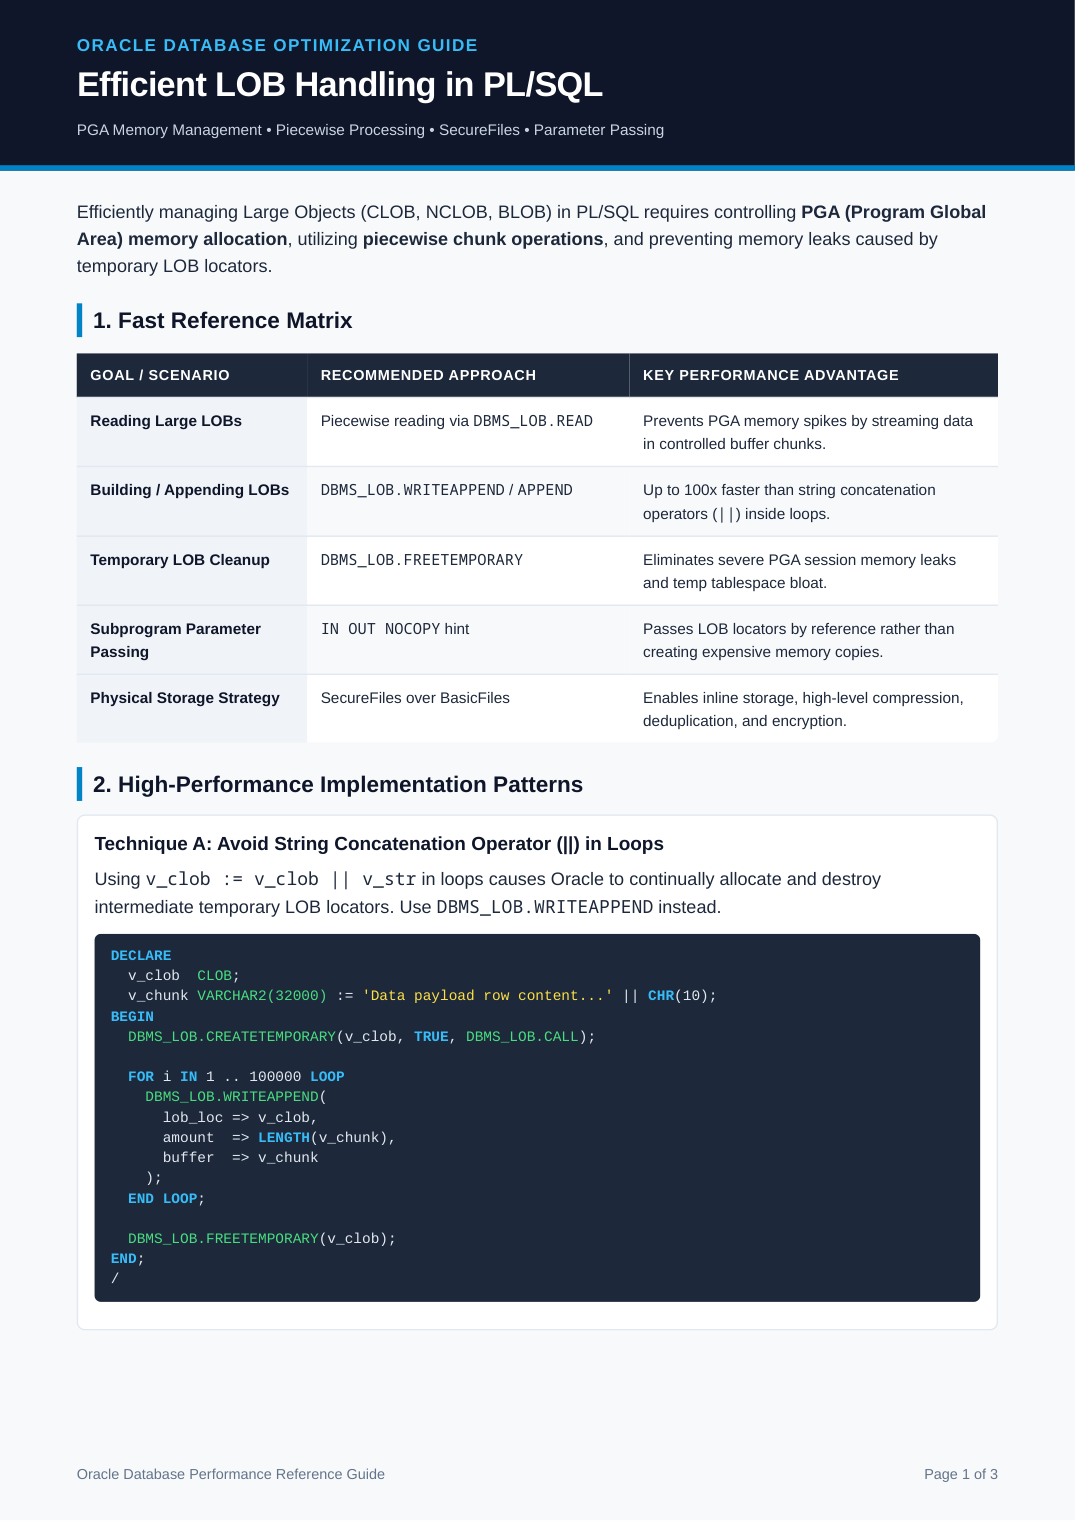 ORACLE DATABASE OPTIMIZATION GUIDE
Efficient LOB Handling in PL/SQL
PGA Memory Management • Piecewise Processing • SecureFiles • Parameter Passing
Efficiently managing Large Objects (CLOB, NCLOB, BLOB) in PL/SQL requires controlling PGA (Program Global
Area) memory allocation, utilizing piecewise chunk operations, and preventing memory leaks caused by
temporary LOB locators.
1. Fast Reference Matrix
GOAL / SCENARIO RECOMMENDED APPROACH KEY PERFORMANCE ADVANTAGE
Reading Large LOBs Piecewise reading via DBMS_LOB.READ Prevents PGA memory spikes by streaming data
in controlled buffer chunks.
Building / Appending LOBs DBMS_LOB.WRITEAPPEND / APPEND Up to 100x faster than string concatenation
operators (||) inside loops.
Temporary LOB Cleanup DBMS_LOB.FREETEMPORARY Eliminates severe PGA session memory leaks
and temp tablespace bloat.
Subprogram Parameter IN OUT NOCOPY hint Passes LOB locators by reference rather than
Passing creating expensive memory copies.
Physical Storage Strategy SecureFiles over BasicFiles Enables inline storage, high-level compression,
deduplication, and encryption.
2. High-Performance Implementation Patterns
Technique A: Avoid String Concatenation Operator (||) in Loops
Using v_clob := v_clob || v_str in loops causes Oracle to continually allocate and destroy
intermediate temporary LOB locators. Use DBMS_LOB.WRITEAPPEND instead.
DECLARE
  v_clob  CLOB;
  v_chunk VARCHAR2(32000) := 'Data payload row content...' || CHR(10);
BEGIN
  DBMS_LOB.CREATETEMPORARY(v_clob, TRUE, DBMS_LOB.CALL);
  FOR i IN 1 .. 100000 LOOP
    DBMS_LOB.WRITEAPPEND(
      lob_loc => v_clob,
      amount  => LENGTH(v_chunk),
      buffer  => v_chunk
    );
  END LOOP;
  DBMS_LOB.FREETEMPORARY(v_clob);
END;
/
Oracle Database Performance Reference Guide Page 1 of 3